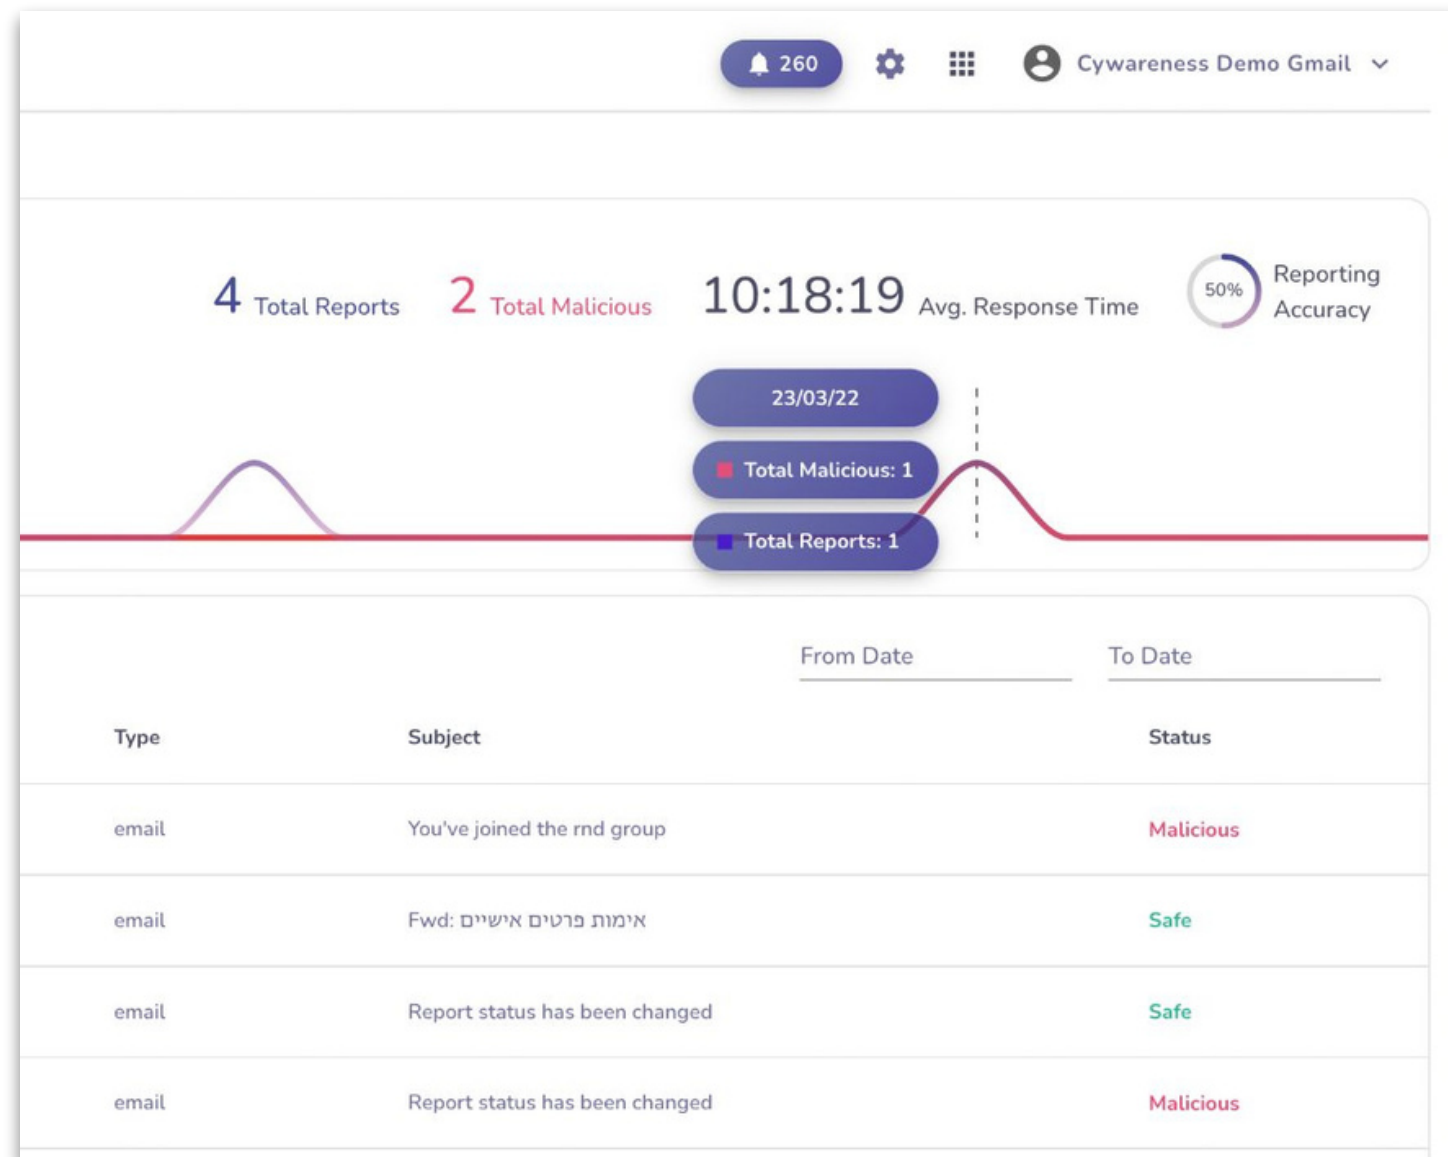 260 Cywareness Demo Gmail
4 Total Reports 2 Total Malicious 10:18:19 Avg. Response Time 50% Reporting
Accuracy
23/03/22
Total Malicious: 1
Total Reports: 1
From Date To Date
Type Subject Status
email You've joined the rnd group Malicious
email Fwd: אימות פרטים אישיים Safe
email Report status has been changed Safe
email Report status has been changed Malicious